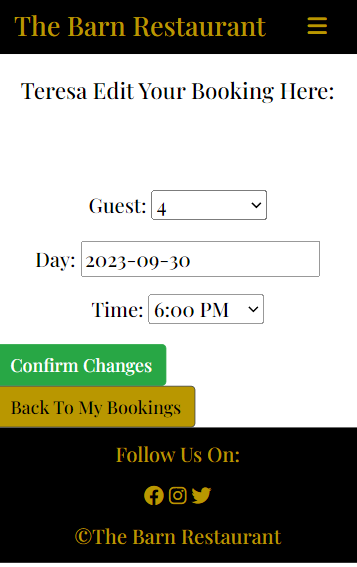 The Barn Restaurant
Teresa Edit Your Booking Here:
Guest: 4
Day: 2023-09-30
Time: 6:00 PM
Confirm Changes
Back To My Bookings
Follow Us On:
©The Barn Restaurant